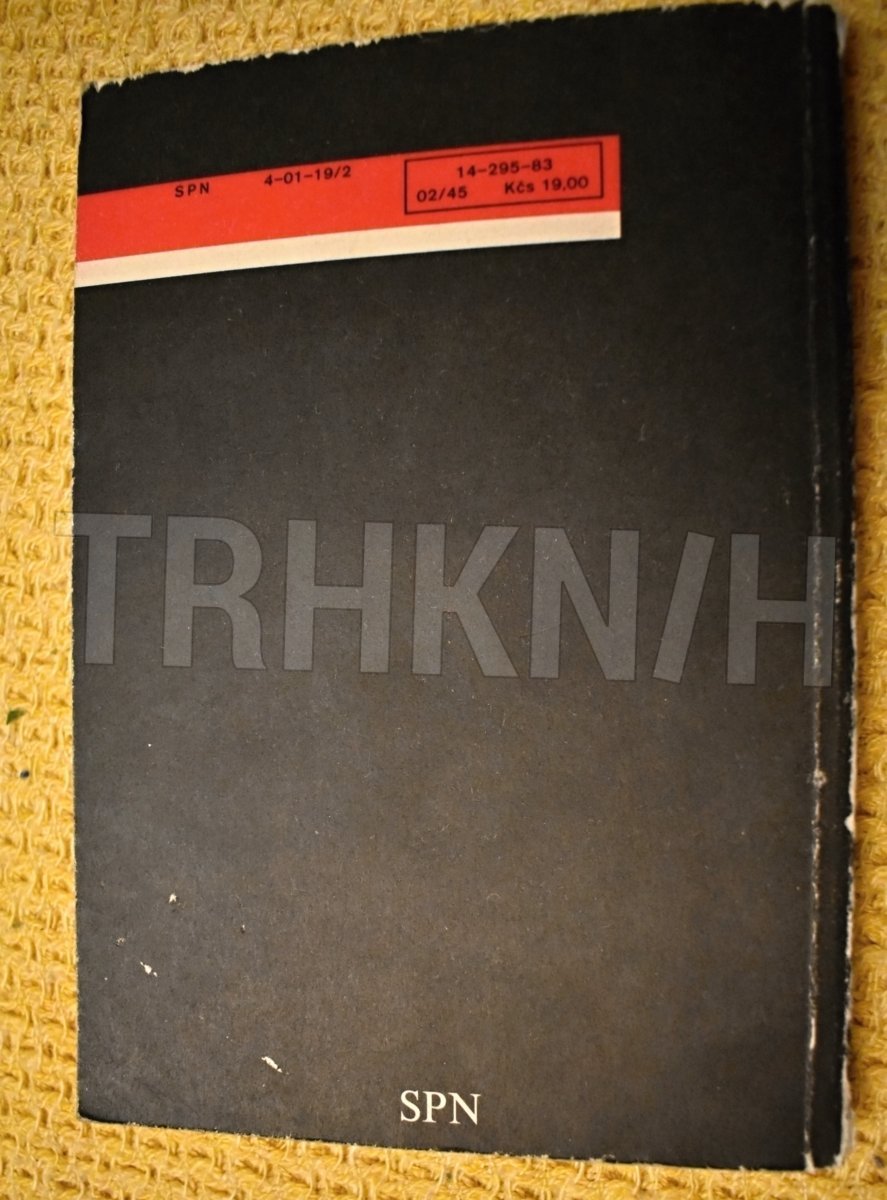 SPN 4-01-19/2
14-295-83
02/45 Kčs 19,00
TRHKN/H
SPN